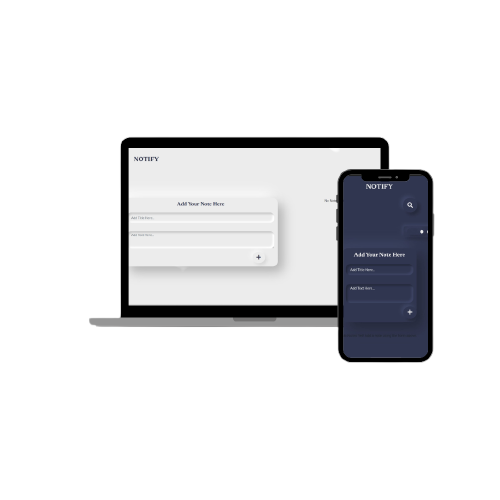 NOTIFY
Add Your Note Here
Add Title Here..
Add Text Here..
No Notes
NOTIFY
Add Your Note Here
Add Title Here..
Add Text Here..